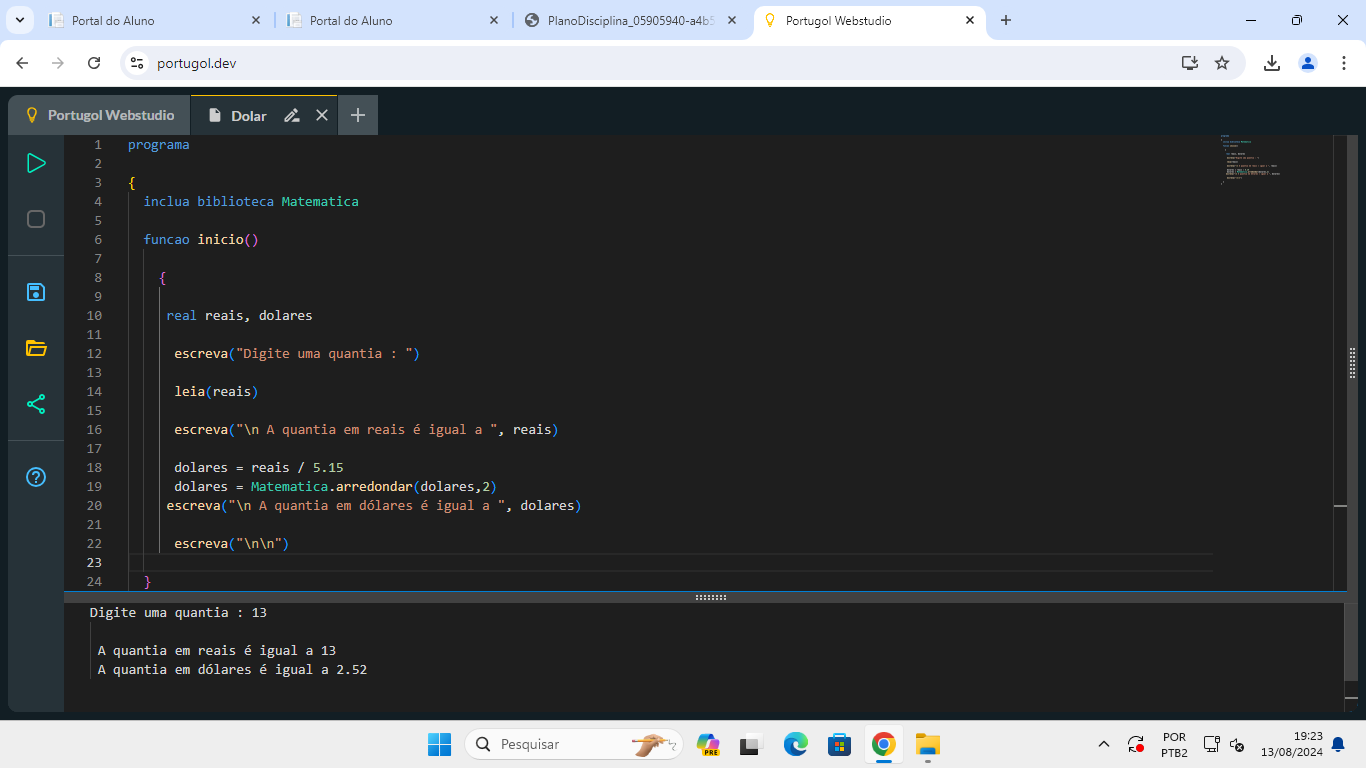 Portal do Aluno
Portal do Aluno
PlanoDisciplina_05905940-a4b5
Portugol Webstudio
portugol.dev
Portugol Webstudio
Dolar
1 programa
2
3 {
4 inclua biblioteca Matematica
5
6 funcao inicio()
7
8 {
9
10 real reais, dolares
11
12 escreva("Digite uma quantia : ")
13
14 leia(reais)
15
16 escreva("\n A quantia em reais é igual a ", reais)
17
18 dolares = reais / 5.15
19 dolares = Matematica.arredondar(dolares,2)
20 escreva("\n A quantia em dólares é igual a ", dolares)
21
22 escreva("\n\n")
23
24 }
Digite uma quantia : 13
A quantia em reais é igual a 13
A quantia em dólares é igual a 2.52
Pesquisar
PRE
POR
PTB2
19:23
13/08/2024